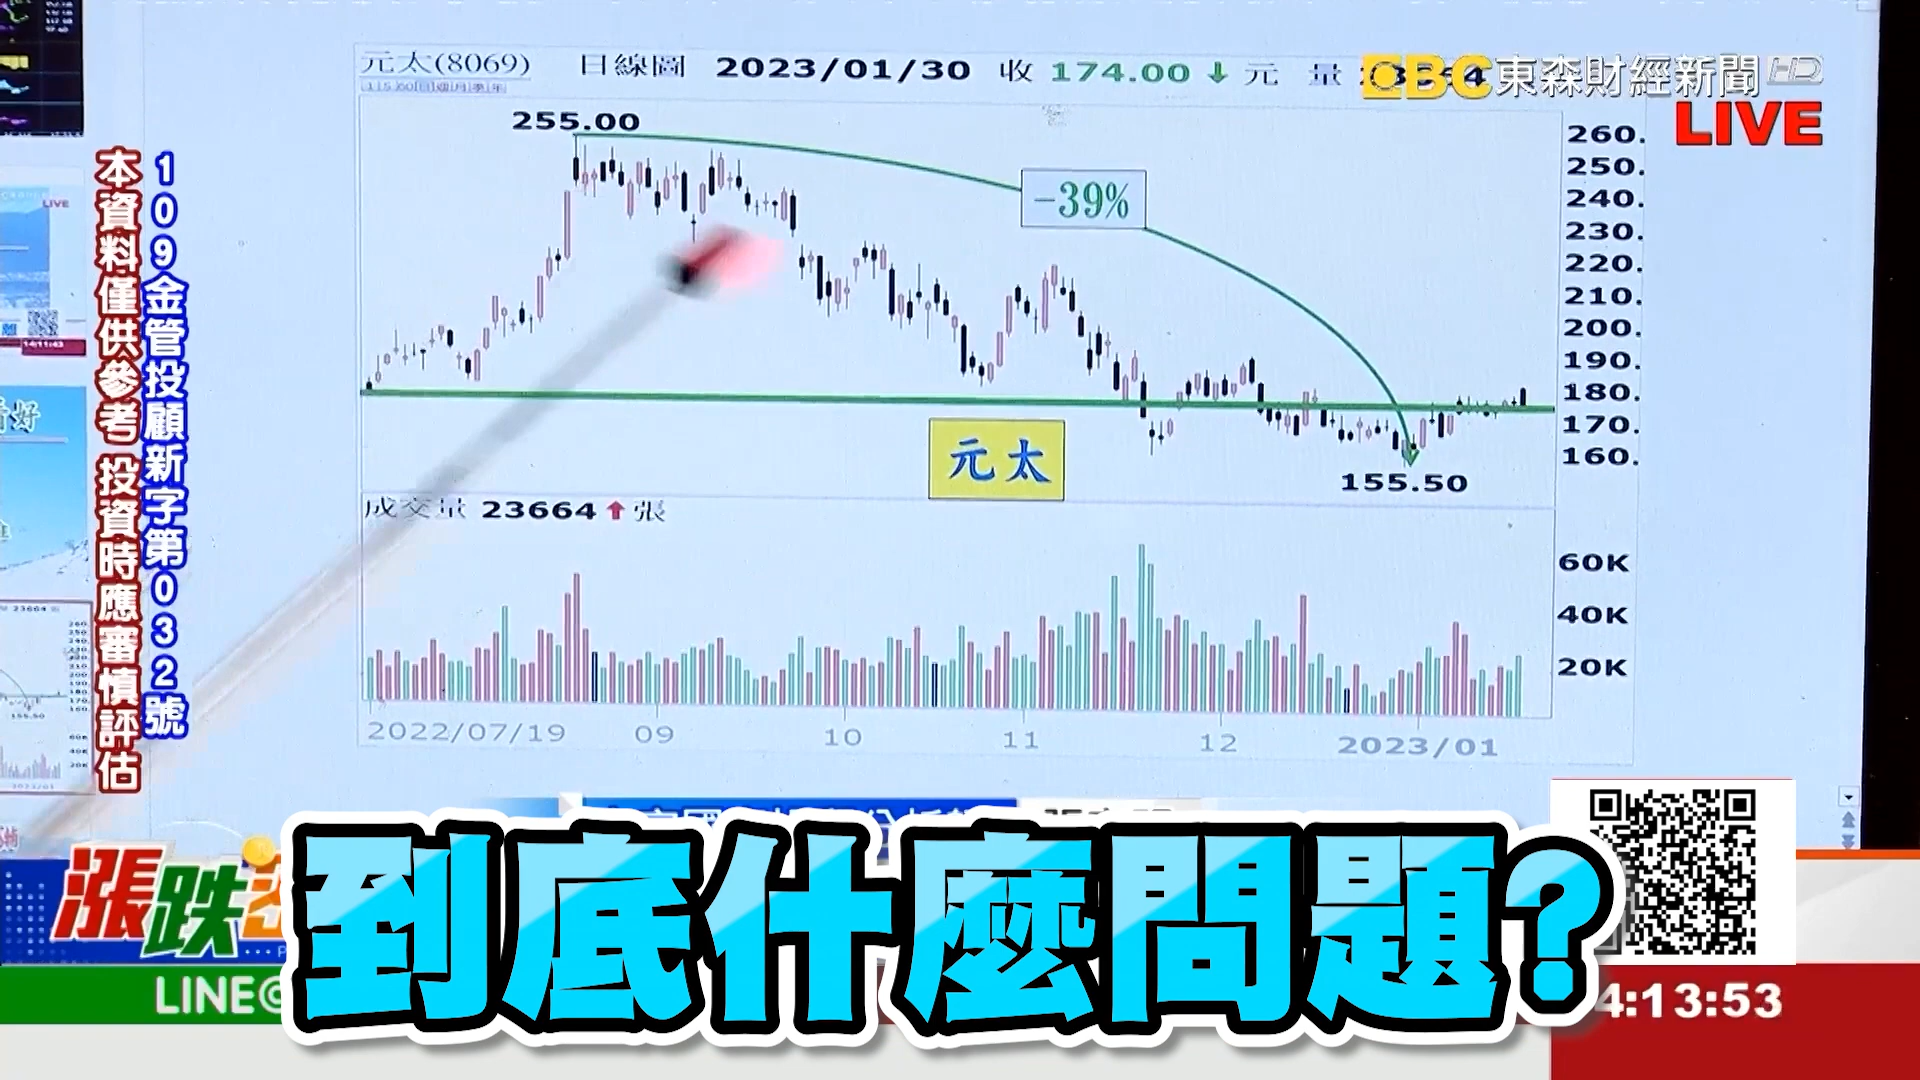 元太(8069) 日線圖 2023/01/30 收 174.00↓元 量
EBC東森財經新聞HD
LIVE
255.00
-39%
260.
250.
240.
230.
220.
210.
200.
190.
180.
170.
160.
元太
155.50
成交量 23664↑張
60K
40K
20K
2022/07/19 09 10 11 12 2023/01
109金管投顧新字第032號
本資料僅供參考 投資時應審慎評估
漲跌
LINE@
到底什麼問題?
4:13:53